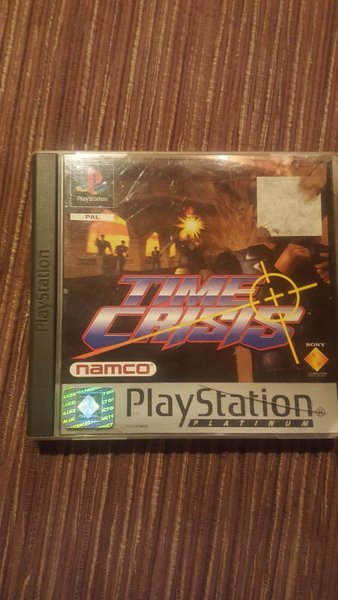 PlayStation
PlayStation
PAL
TIME
CRISIS
namco
SONY
PlayStation
PLATINUM